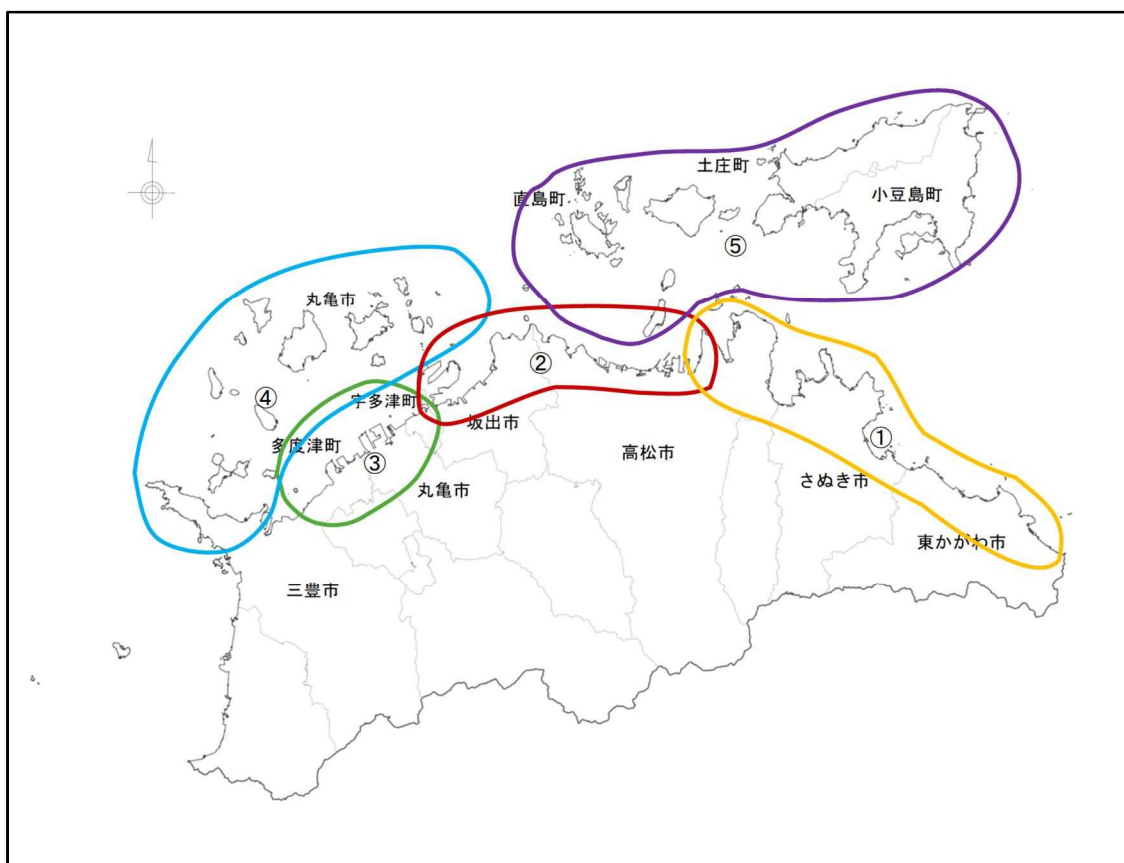 土庄町
直島町
小豆島町
⑤
丸亀市
②
宇多津町
④
坂出市
多度津町
①
高松市
③
さぬき市
丸亀市
東かがわ市
三豊市